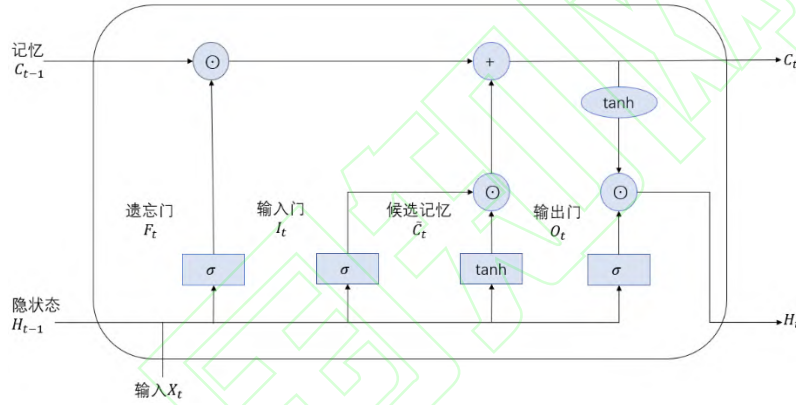 记忆
C_{t-1}
⊙
+
C_t
tanh
遗忘门
F_t
输入门
I_t
候选记忆
C̃_t
⊙
输出门
O_t
⊙
σ
σ
tanh
σ
隐状态
H_{t-1}
H_t
输入X_t